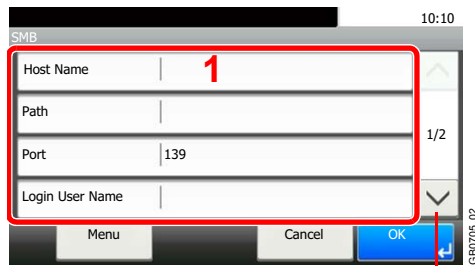 10:10
SMB
Host Name
1
Path
1/2
Port 139
Login User Name
Menu Cancel OK
GB0705_02